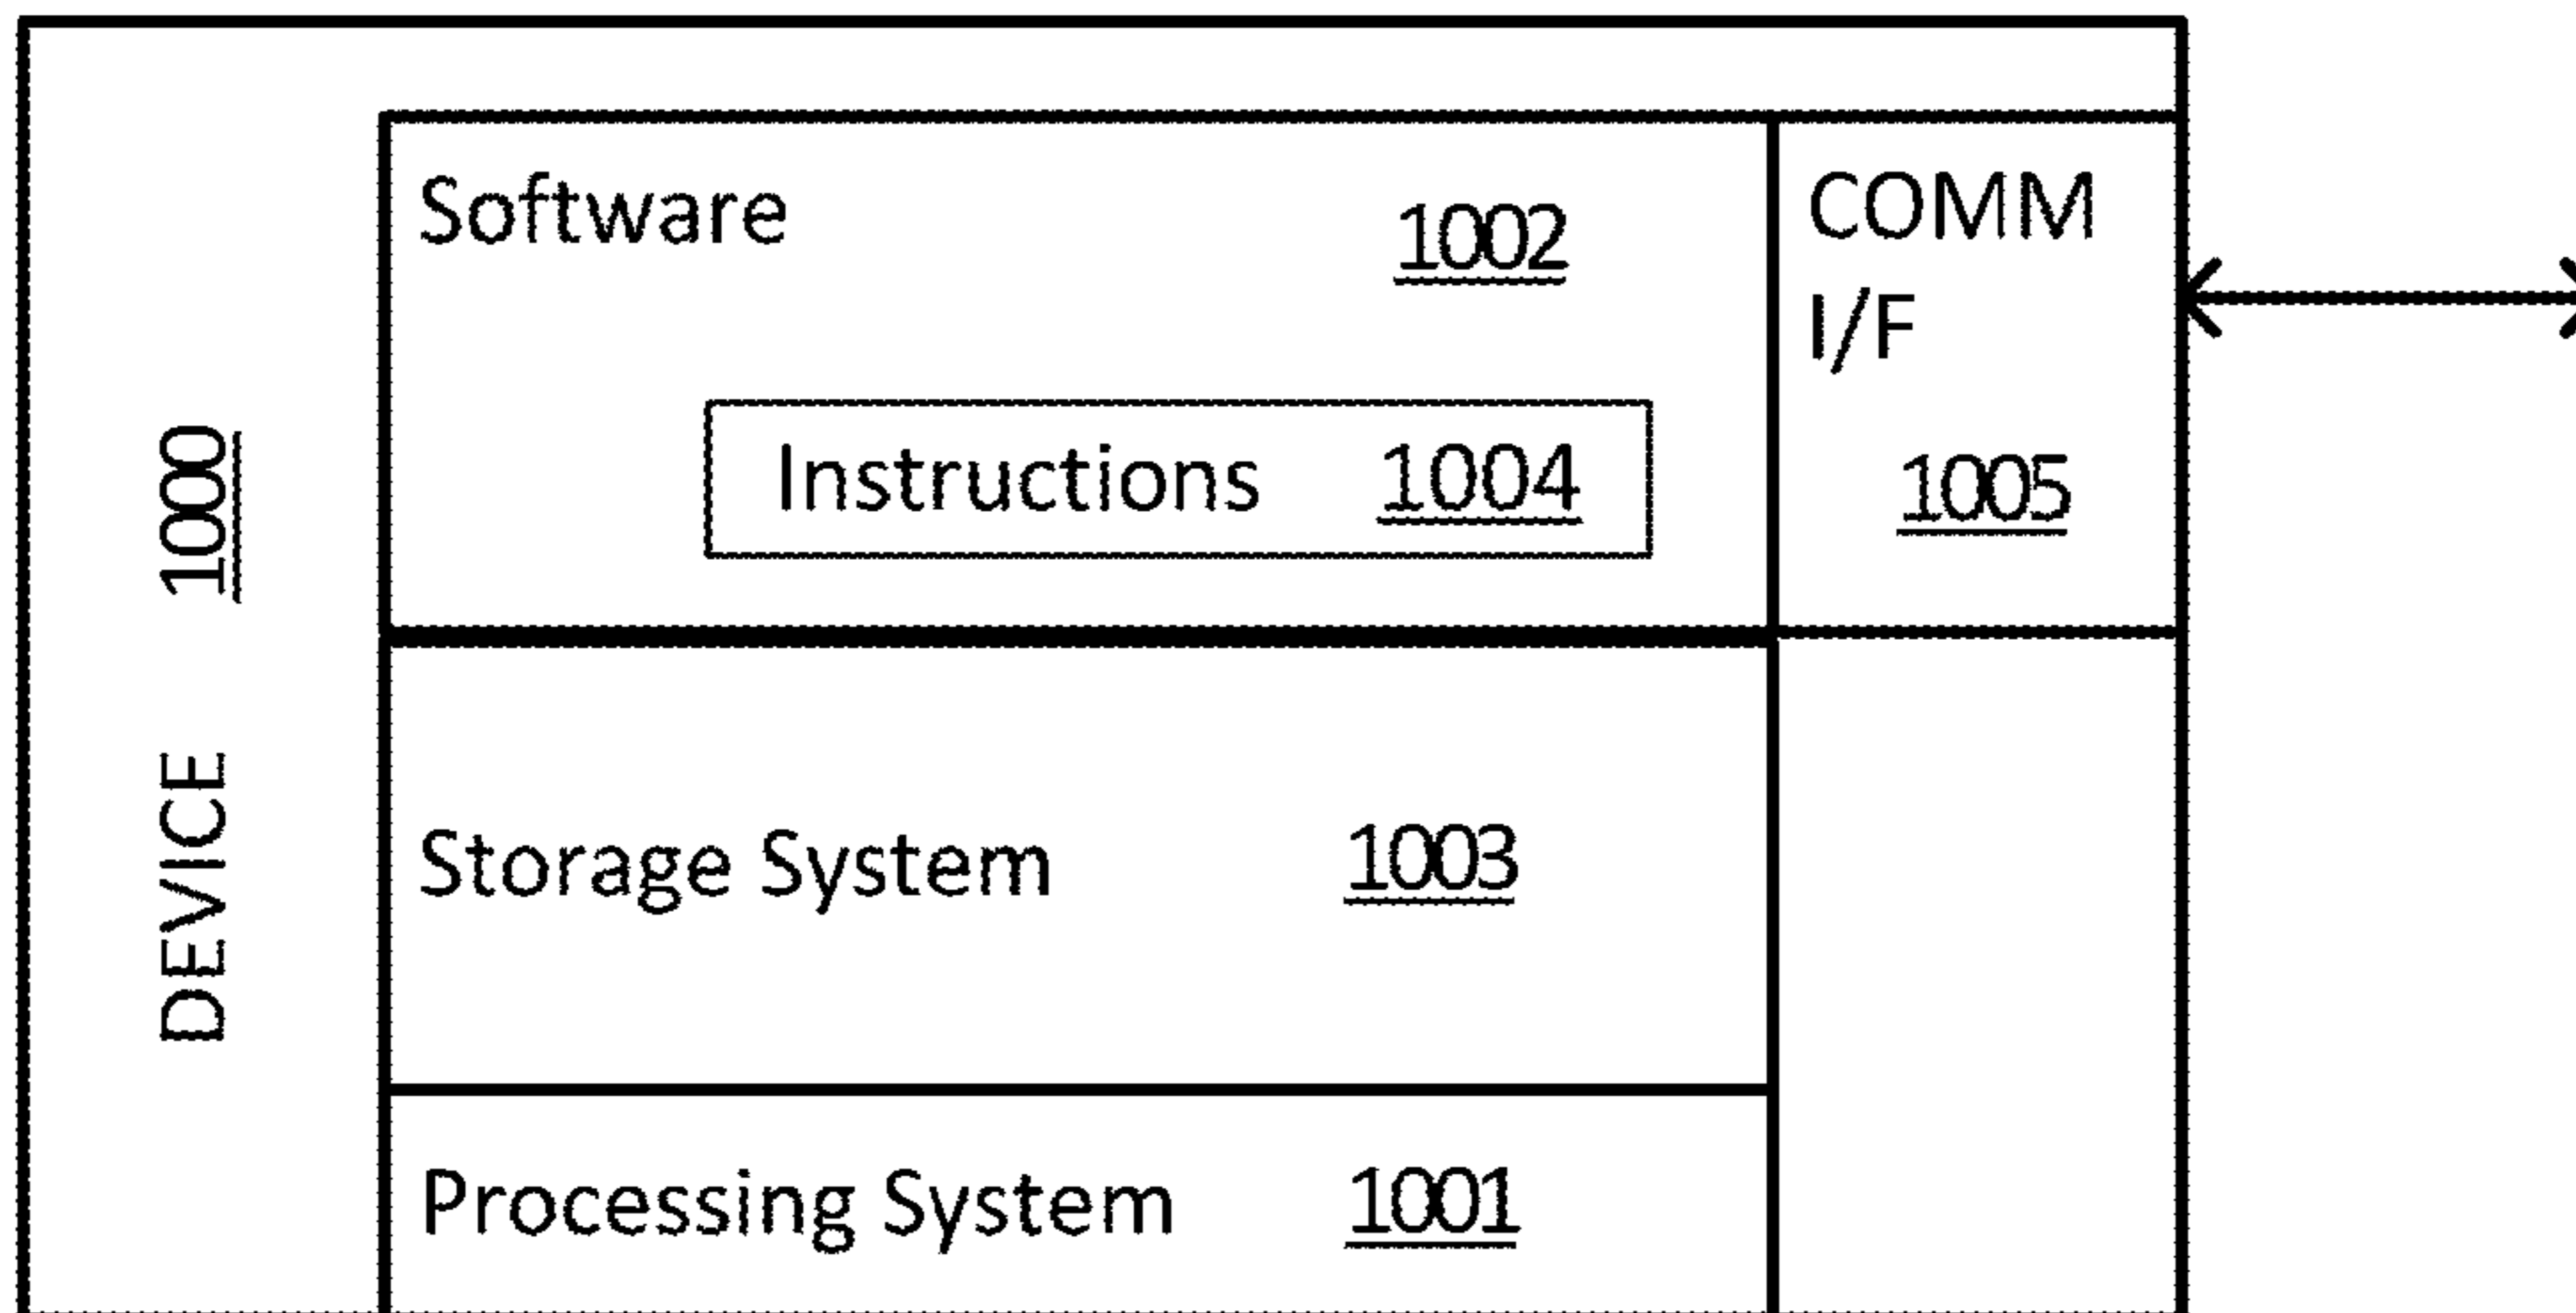 Software 1002
COMM
I/F
1005
Instructions 1004
DEVICE 1000
Storage System 1003
Processing System 1001